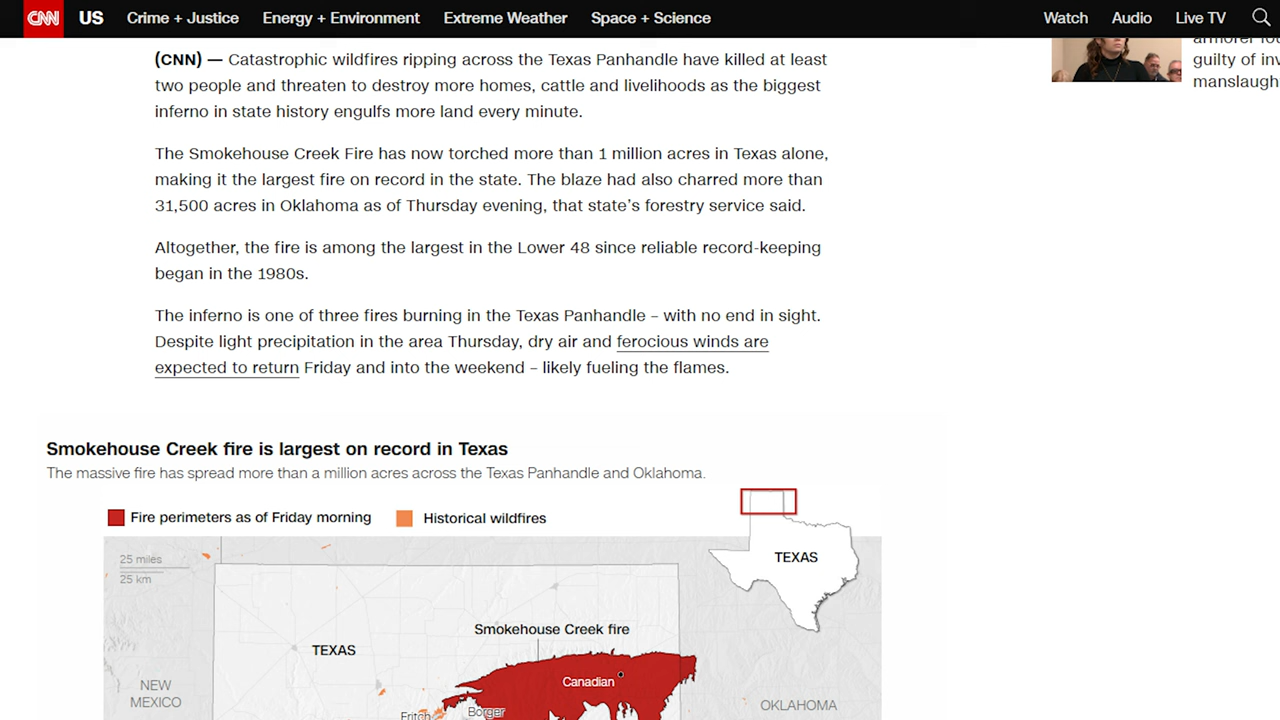 CNN US Crime + Justice Energy + Environment Extreme Weather Space + Science Watch Audio Live TV
guilty of inv
manslaugh
(CNN) — Catastrophic wildfires ripping across the Texas Panhandle have killed at least
two people and threaten to destroy more homes, cattle and livelihoods as the biggest
inferno in state history engulfs more land every minute.
The Smokehouse Creek Fire has now torched more than 1 million acres in Texas alone,
making it the largest fire on record in the state. The blaze had also charred more than
31,500 acres in Oklahoma as of Thursday evening, that state's forestry service said.
Altogether, the fire is among the largest in the Lower 48 since reliable record-keeping
began in the 1980s.
The inferno is one of three fires burning in the Texas Panhandle – with no end in sight.
Despite light precipitation in the area Thursday, dry air and ferocious winds are
expected to return Friday and into the weekend – likely fueling the flames.
Smokehouse Creek fire is largest on record in Texas
The massive fire has spread more than a million acres across the Texas Panhandle and Oklahoma.
Fire perimeters as of Friday morning Historical wildfires
TEXAS
25 miles
25 km
Smokehouse Creek fire
TEXAS
Canadian
NEW
MEXICO
OKLAHOMA
Fritch
Borger